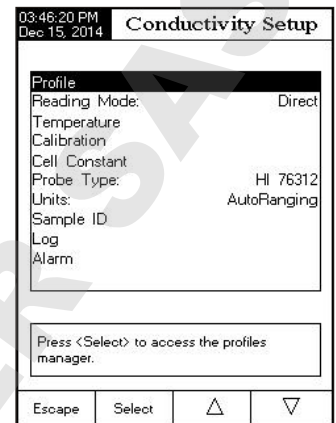 03:46:20 PM
Dec 15, 2014
Conductivity Setup
Profile
Reading Mode: Direct
Temperature
Calibration
Cell Constant
Probe Type: HI 76312
Units: AutoRanging
Sample ID
Log
Alarm
Press <Select> to access the profiles
manager.
Escape Select △ ▽